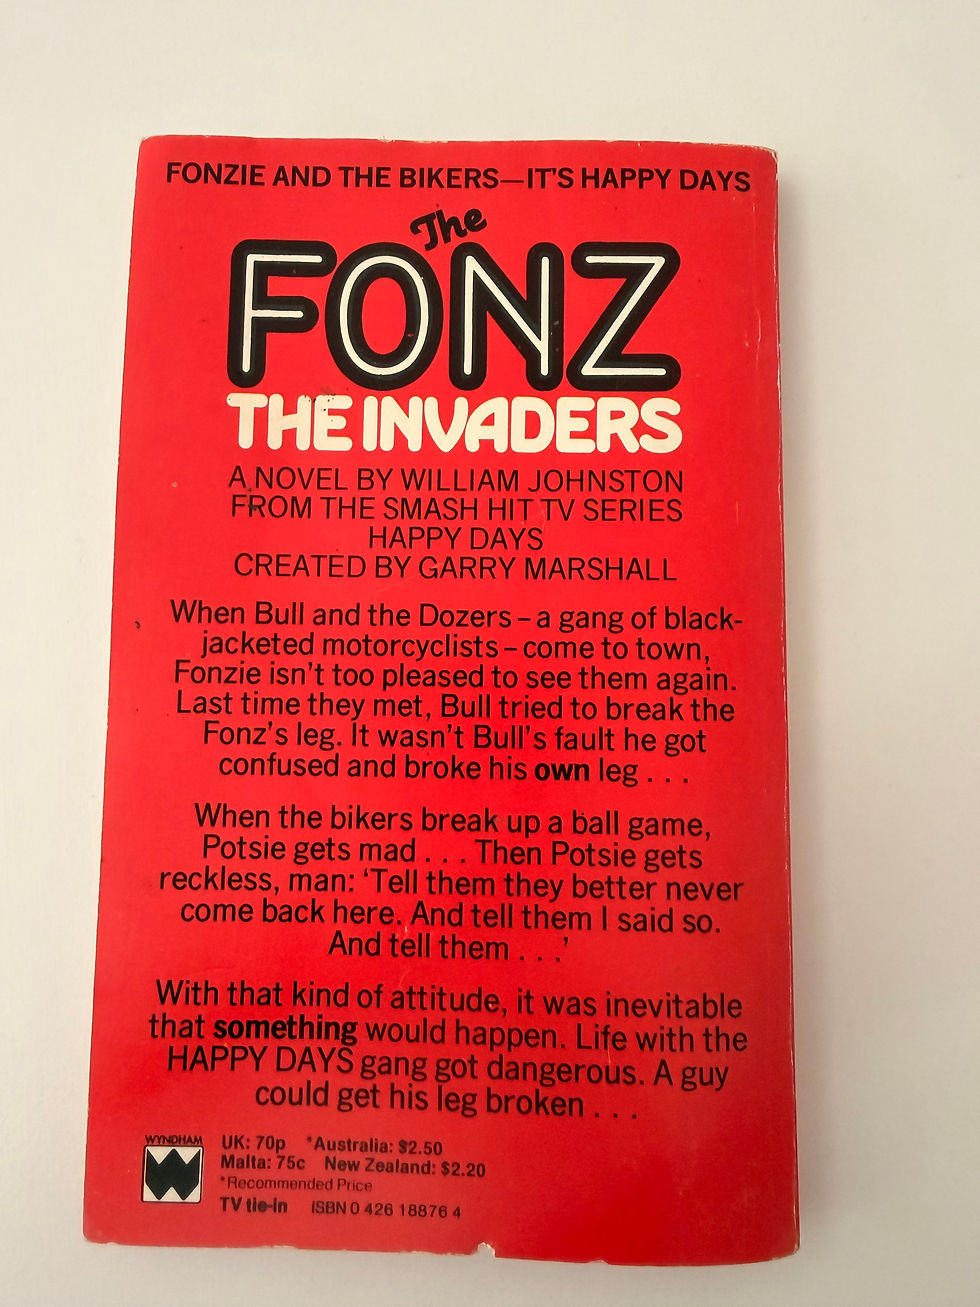 FONZIE AND THE BIKERS—IT'S HAPPY DAYS
The
FONZ
THE INVADERS
A NOVEL BY WILLIAM JOHNSTON
FROM THE SMASH HIT TV SERIES
HAPPY DAYS
CREATED BY GARRY MARSHALL
When Bull and the Dozers – a gang of black-
jacketed motorcyclists – come to town,
Fonzie isn't too pleased to see them again.
Last time they met, Bull tried to break the
Fonz's leg. It wasn't Bull's fault he got
confused and broke his own leg . . .
When the bikers break up a ball game,
Potsie gets mad . . . Then Potsie gets
reckless, man: 'Tell them they better never
come back here. And tell them I said so.
And tell them . . .'
With that kind of attitude, it was inevitable
that something would happen. Life with the
HAPPY DAYS gang got dangerous. A guy
could get his leg broken . . .
WYNDHAM
UK: 70p *Australia: $2.50
Malta: 75c New Zealand: $2.20
*Recommended Price
TV tie-in ISBN 0 426 18876 4